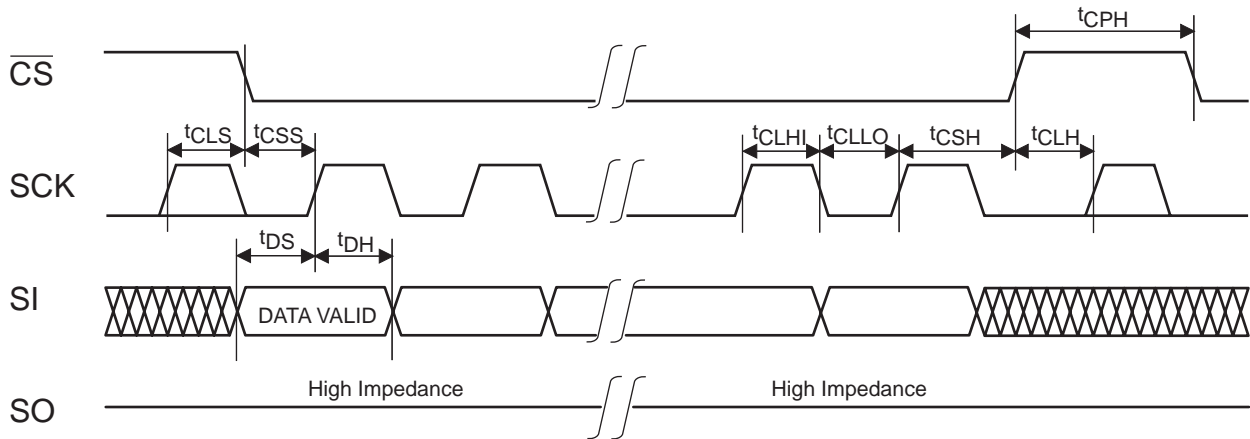 tCPH
CS
tCLS tCSS tCLHI tCLLO tCSH tCLH
SCK
tDS tDH
SI DATA VALID
High Impedance High Impedance
SO